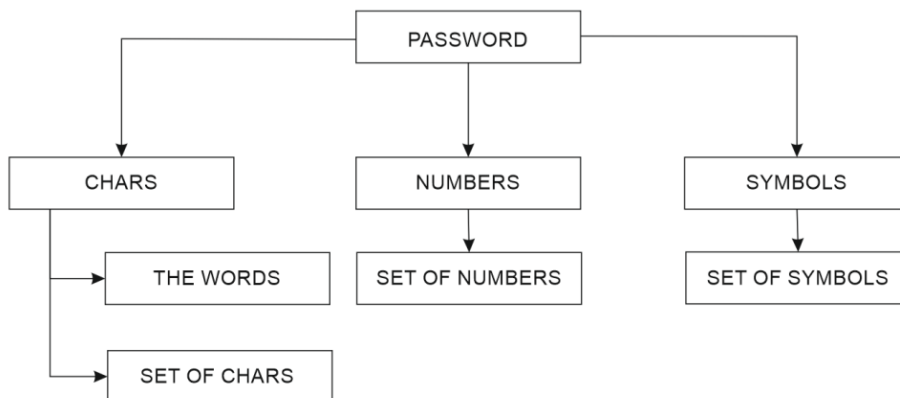 PASSWORD
CHARS
NUMBERS
SYMBOLS
THE WORDS
SET OF NUMBERS
SET OF SYMBOLS
SET OF CHARS